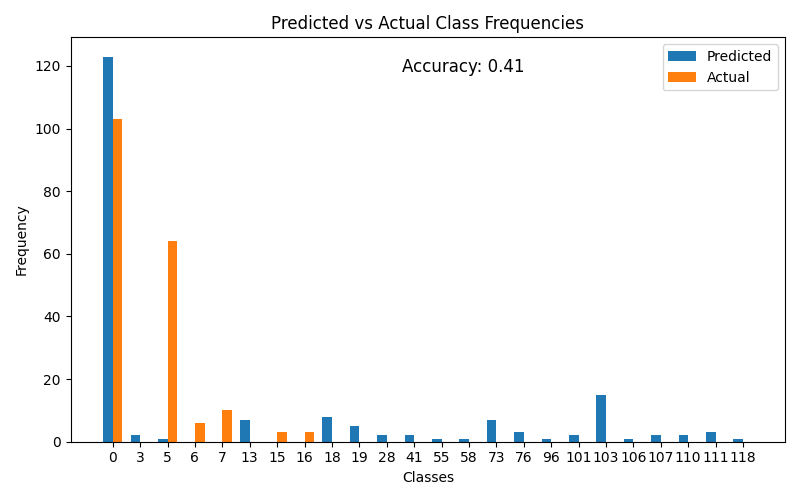 Predicted vs Actual Class Frequencies
Accuracy: 0.41
Predicted
Actual
Frequency
120
100
80
60
40
20
0
0 3 5 6 7 13 15 16 18 19 28 41 55 58 73 76 96 101 103 106 107 110 111 118
Classes